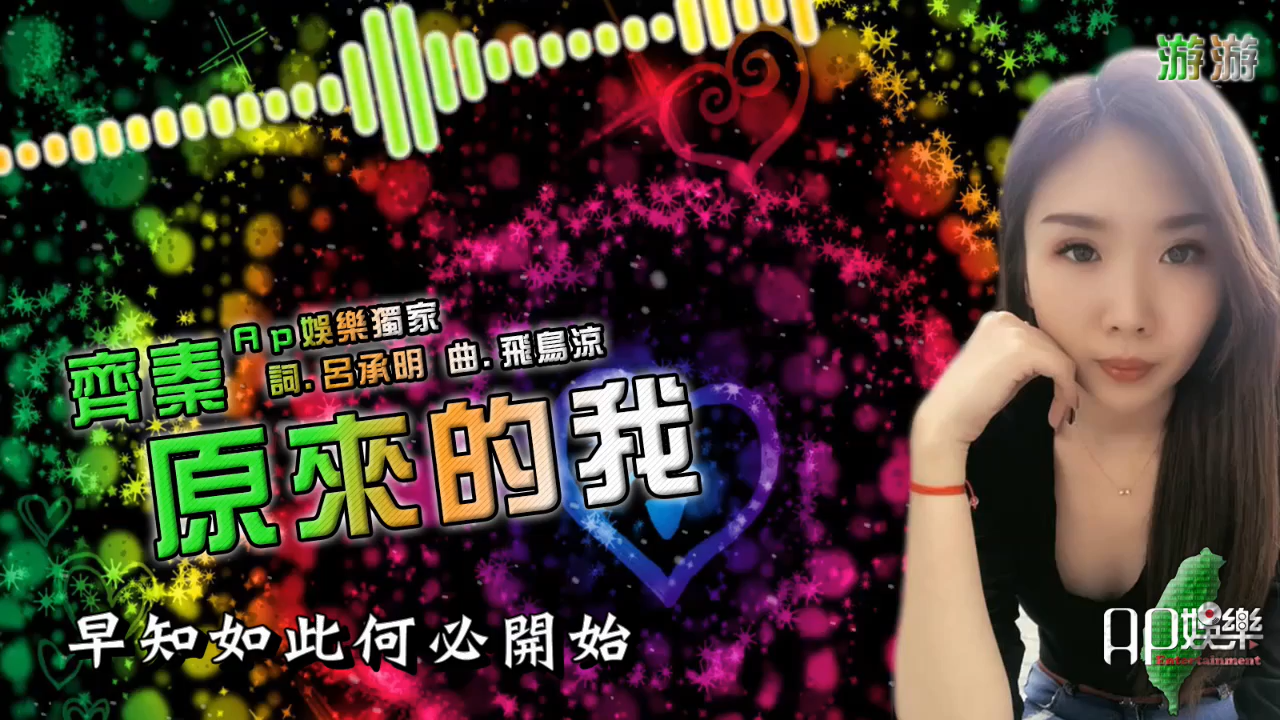 游游
Ap娛樂獨家
齊秦
詞.呂承明 曲.飛鳥涼
原來的我
早知如此何必開始
AP娛樂
Entertainment